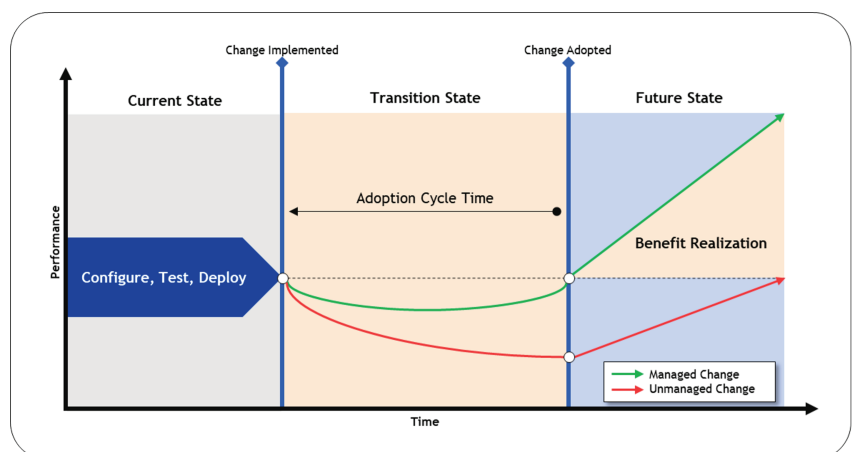 Change Implemented
Change Adopted
Current State
Transition State
Future State
Adoption Cycle Time
Performance
Configure, Test, Deploy
Benefit Realization
Managed Change
Unmanaged Change
Time